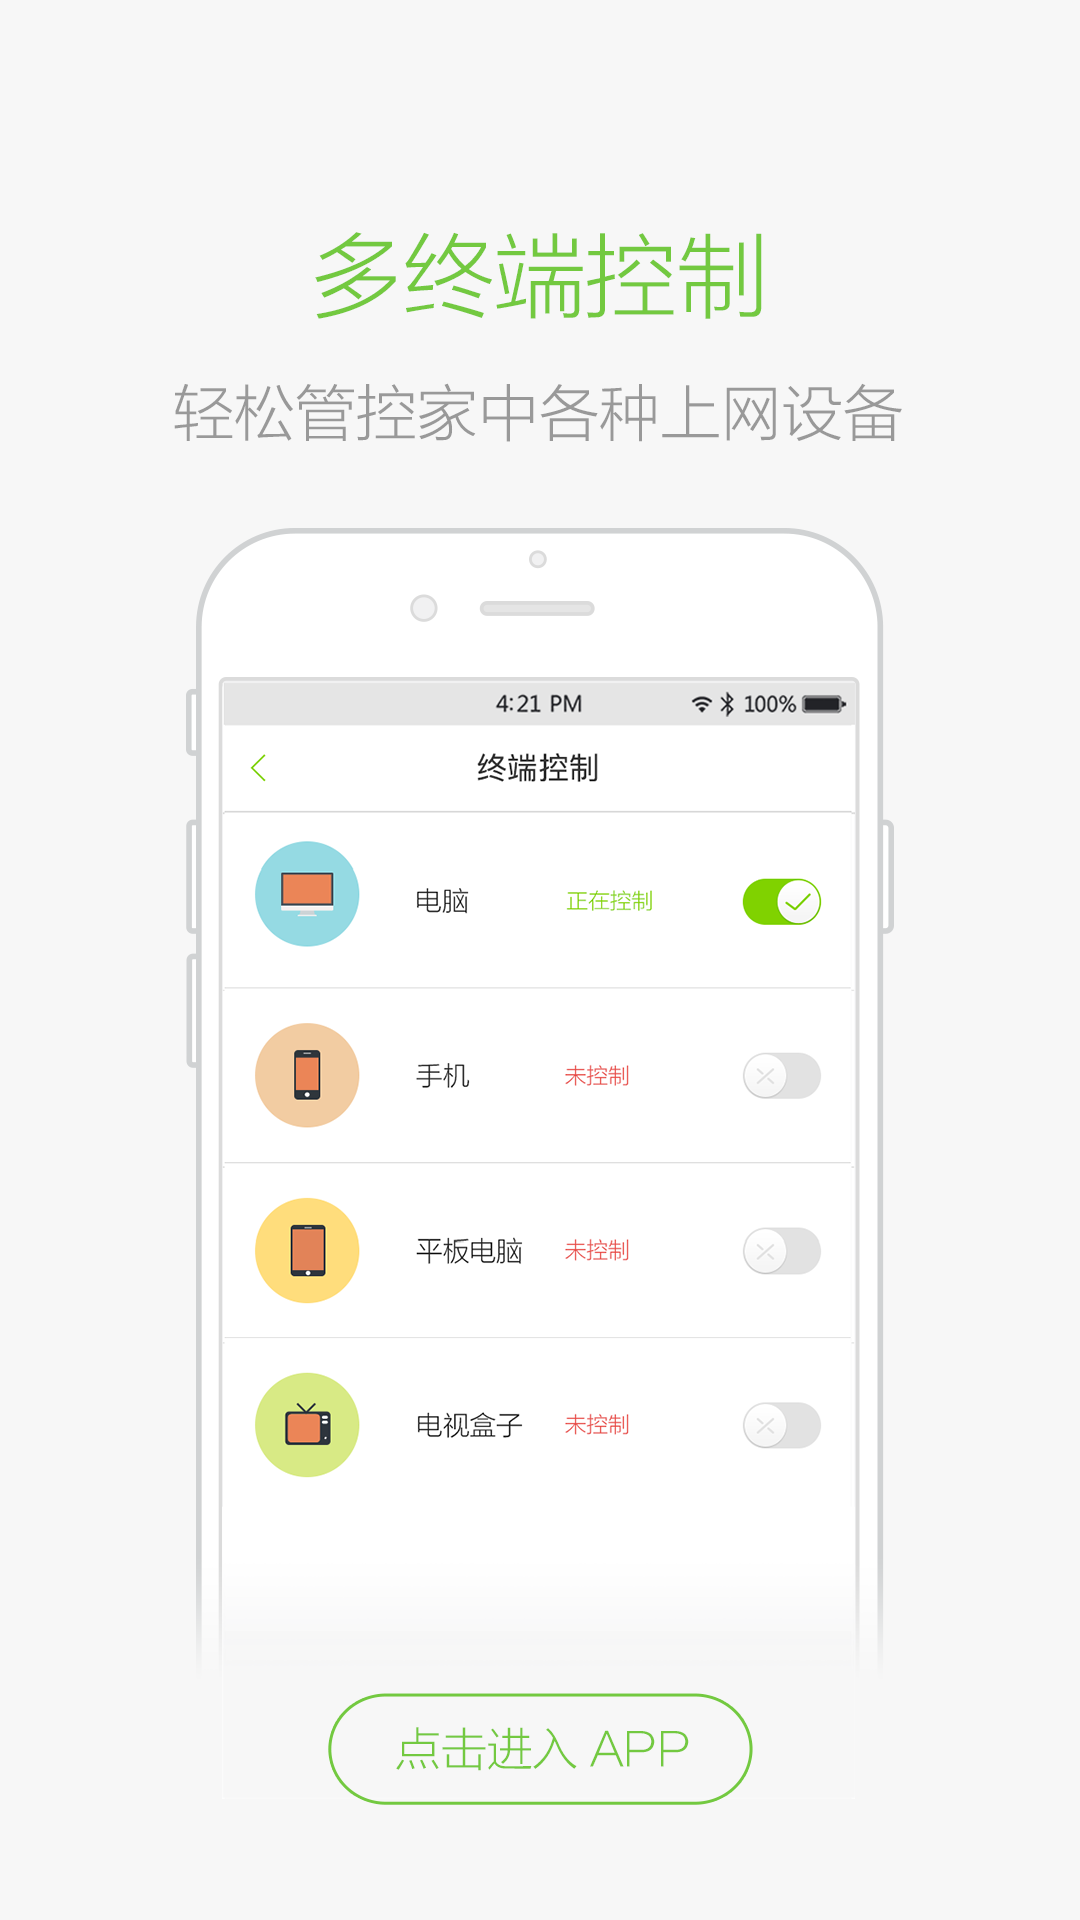 多终端控制
轻松管控家中各种上网设备
4:21 PM 100%
终端控制
电脑 正在控制
手机 未控制
平板电脑 未控制
电视盒子 未控制
点击进入 APP